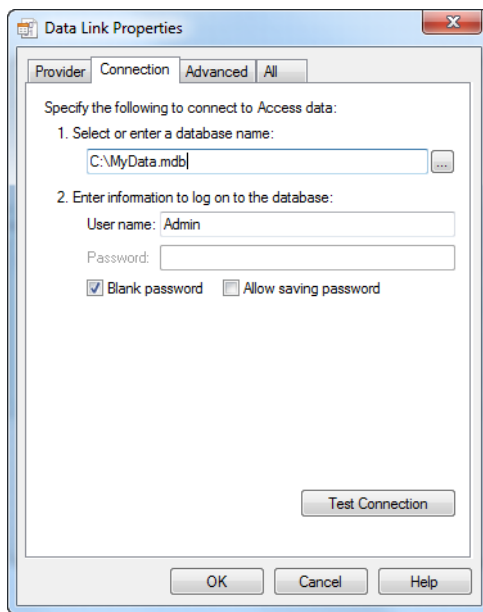 Data Link Properties
Provider Connection Advanced All
Specify the following to connect to Access data:
1. Select or enter a database name:
C:\MyData.mdb
...
2. Enter information to log on to the database:
User name: Admin
Password:
Blank password Allow saving password
Test Connection
OK Cancel Help